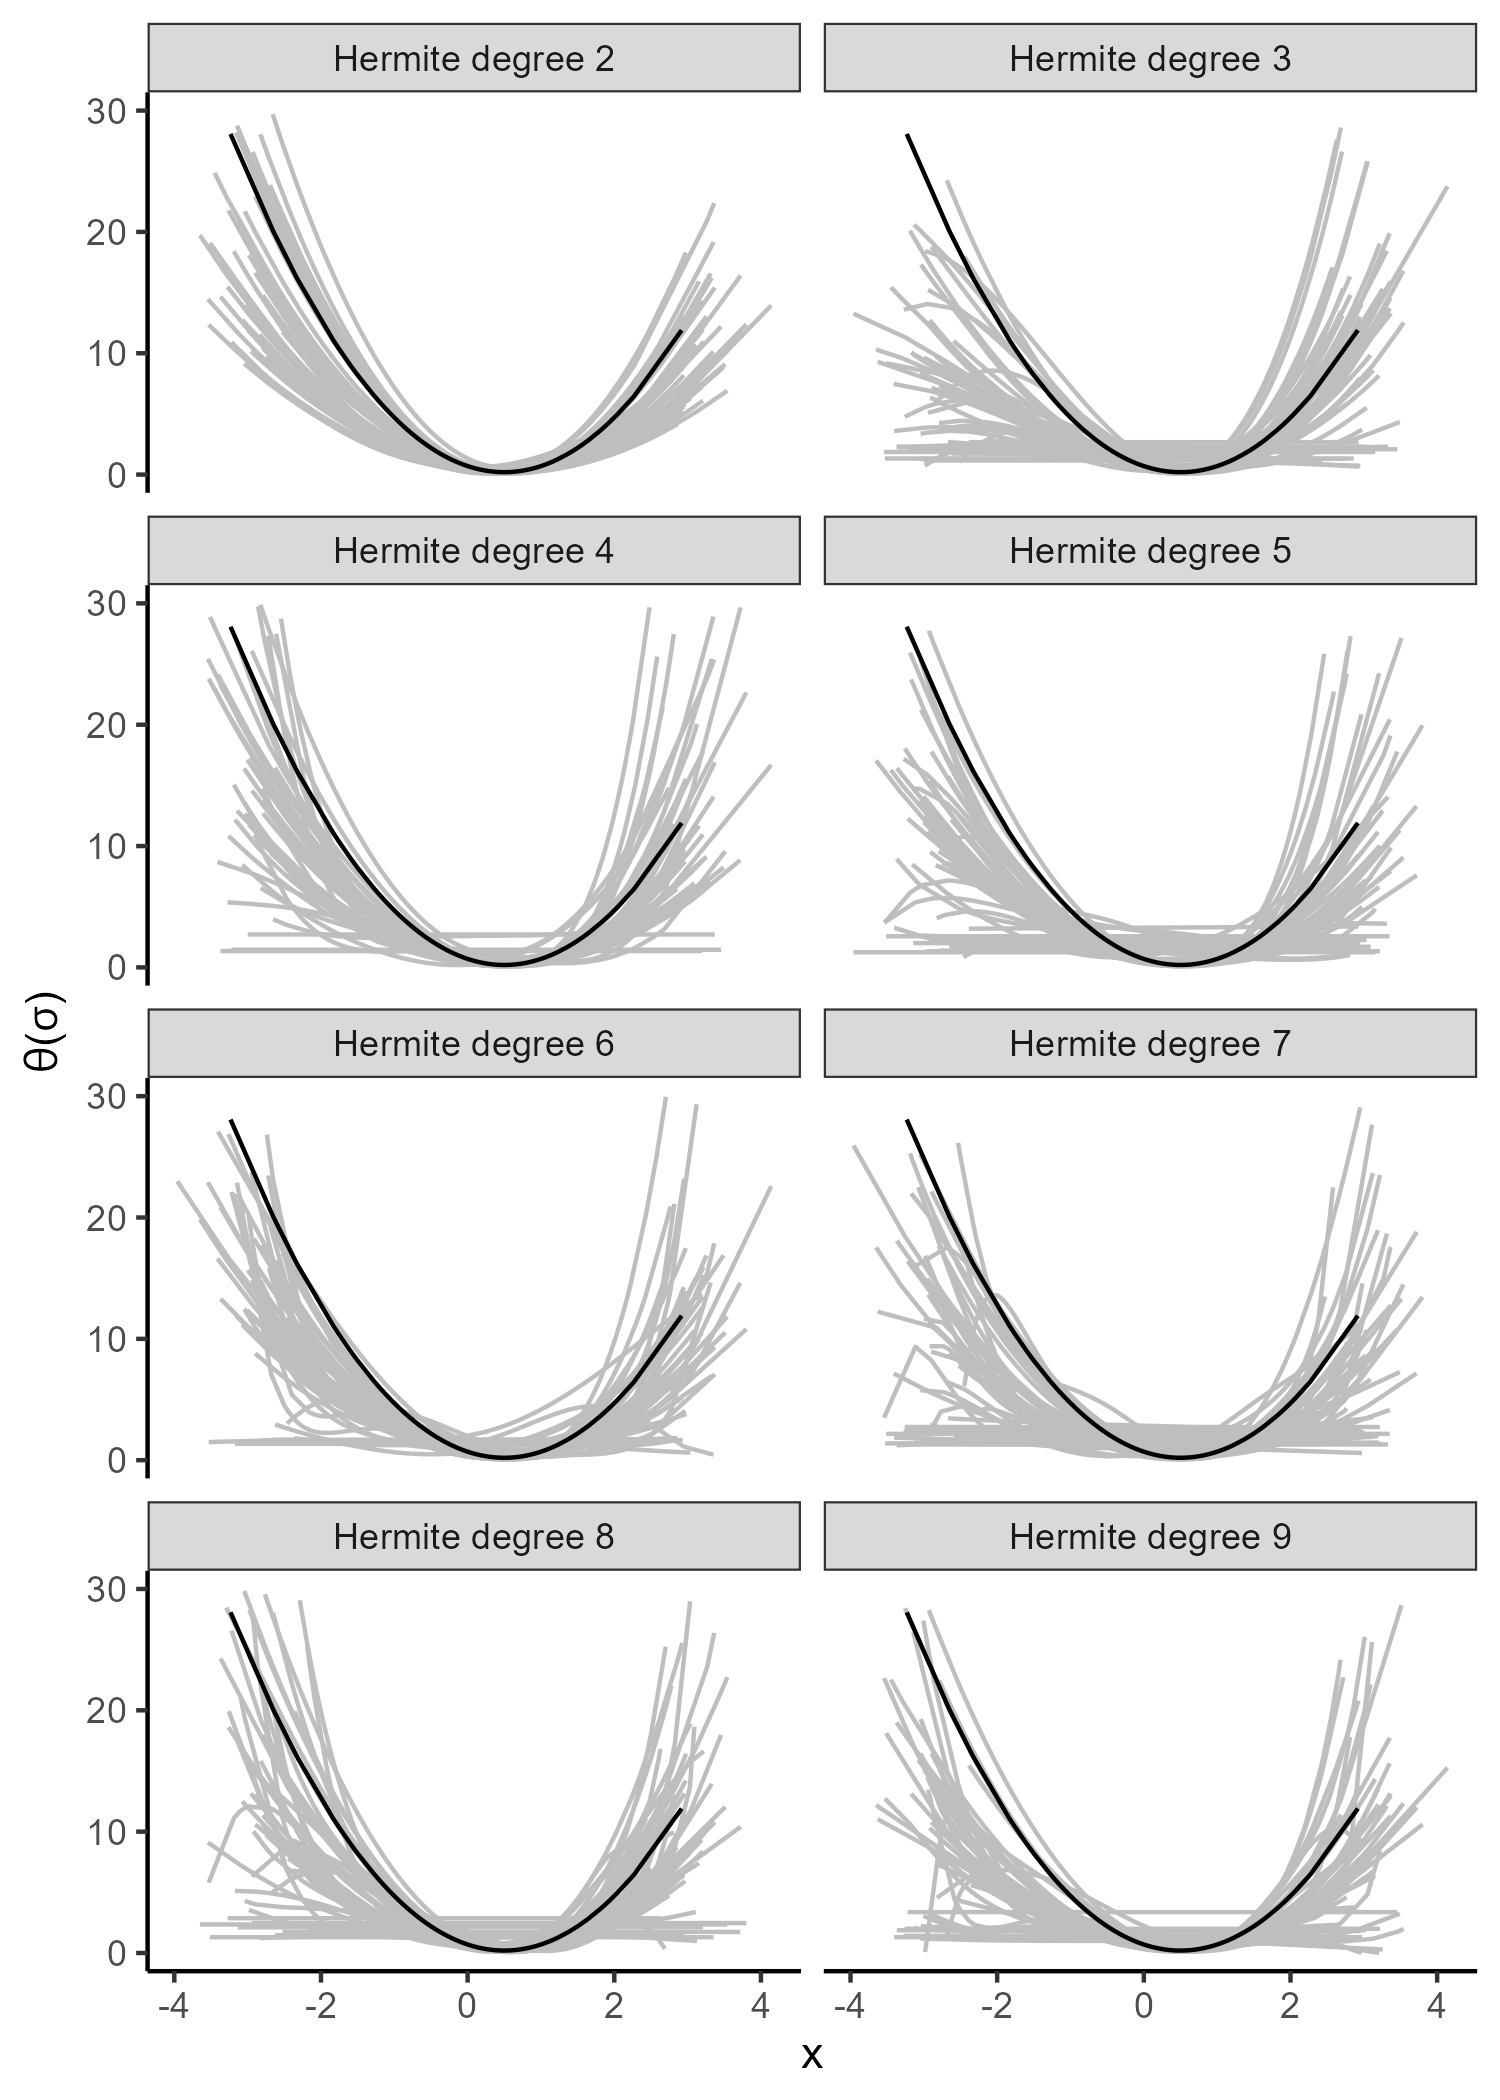 Hermite degree 2
Hermite degree 3
30
20
10
0
Hermite degree 4
Hermite degree 5
30
20
10
0
θ(σ)
Hermite degree 6
Hermite degree 7
30
20
10
0
Hermite degree 8
Hermite degree 9
30
20
10
0
-4 -2 0 2 4
-4 -2 0 2 4
x